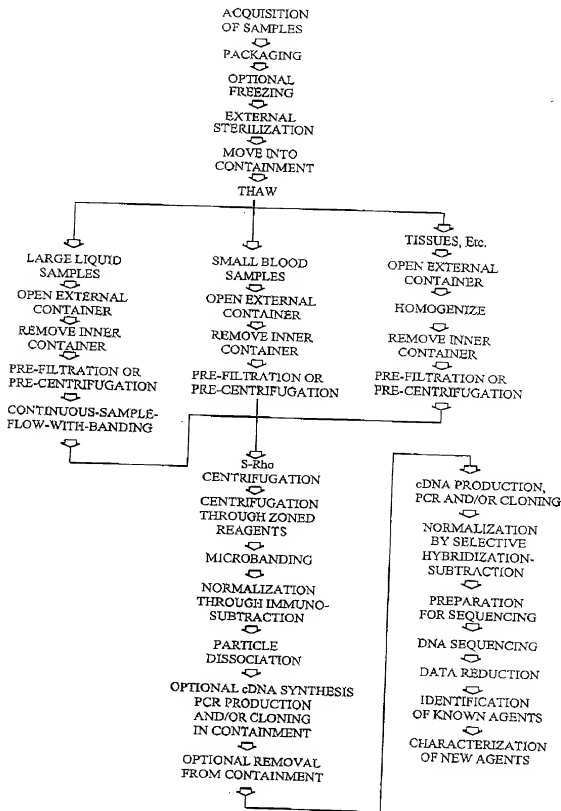 ACQUISITION
OF SAMPLES
PACKAGING
OPTIONAL
FREEZING
EXTERNAL
STERILIZATION
MOVE INTO
CONTAINMENT
THAW
LARGE LIQUID
SAMPLES
OPEN EXTERNAL
CONTAINER
REMOVE INNER
CONTAINER
PRE-FILTRATION OR
PRE-CENTRIFUGATION
CONTINUOUS-SAMPLE-
FLOW-WITH-BANDING
SMALL BLOOD
SAMPLES
OPEN EXTERNAL
CONTAINER
REMOVE INNER
CONTAINER
PRE-FILTRATION OR
PRE-CENTRIFUGATION
TISSUES, Etc.
OPEN EXTERNAL
CONTAINER
HOMOGENIZE
REMOVE INNER
CONTAINER
PRE-FILTRATION OR
PRE-CENTRIFUGATION
S-Rho
CENTRIFUGATION
CENTRIFUGATION
THROUGH ZONED
REAGENTS
MICROBANDING
NORMALIZATION
THROUGH IMMUNO-
SUBTRACTION
PARTICLE
DISSOCIATION
OPTIONAL cDNA SYNTHESIS
PCR PRODUCTION
AND/OR CLONING
IN CONTAINMENT
OPTIONAL REMOVAL
FROM CONTAINMENT
cDNA PRODUCTION,
PCR AND/OR CLONING
NORMALIZATION
BY SELECTIVE
HYBRIDIZATION-
SUBTRACTION
PREPARATION
FOR SEQUENCING
DNA SEQUENCING
DATA REDUCTION
IDENTIFICATION
OF KNOWN AGENTS
CHARACTERIZATION
OF NEW AGENTS